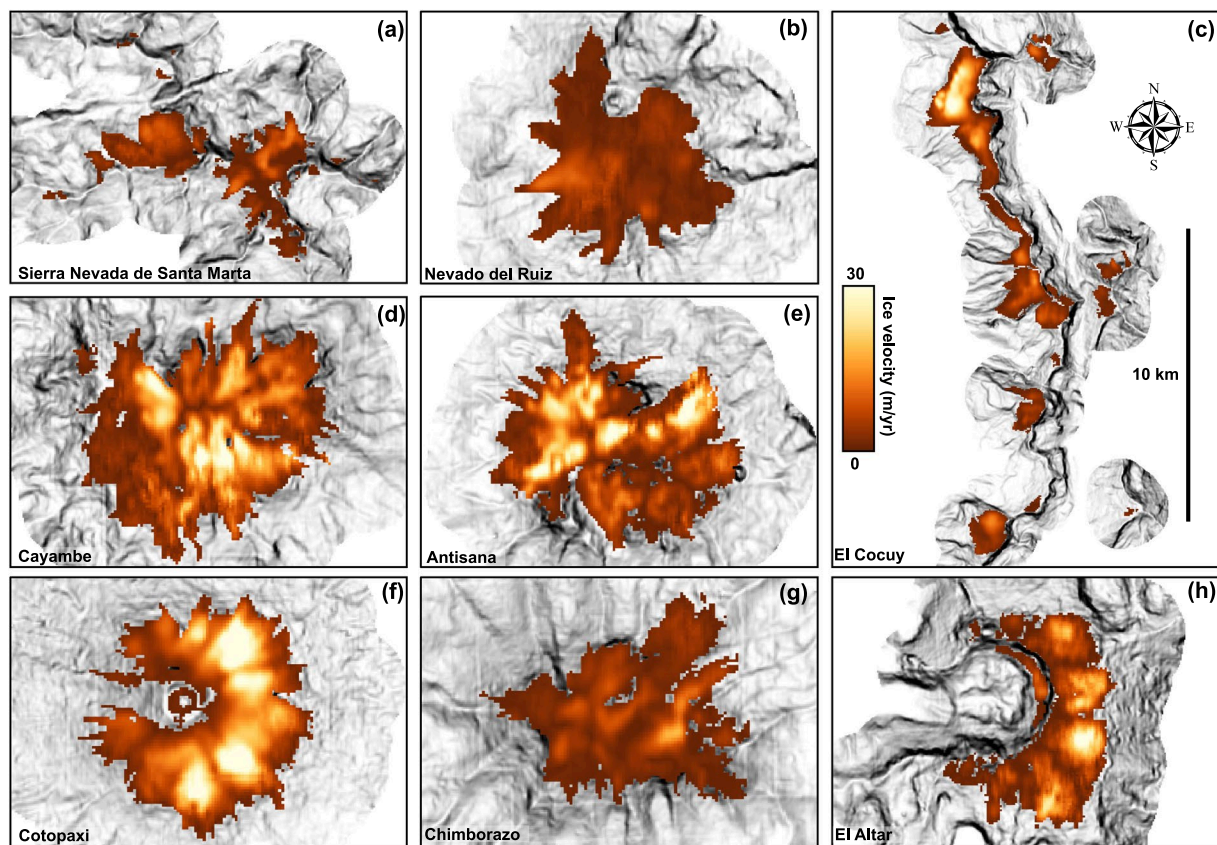 (a)
Sierra Nevada de Santa Marta
(b)
Nevado del Ruiz
(c)
N
W
E
S
30
Ice velocity (m/yr)
0
10 km
El Cocuy
(d)
Cayambe
(e)
Antisana
(f)
Cotopaxi
(g)
Chimborazo
(h)
El Altar